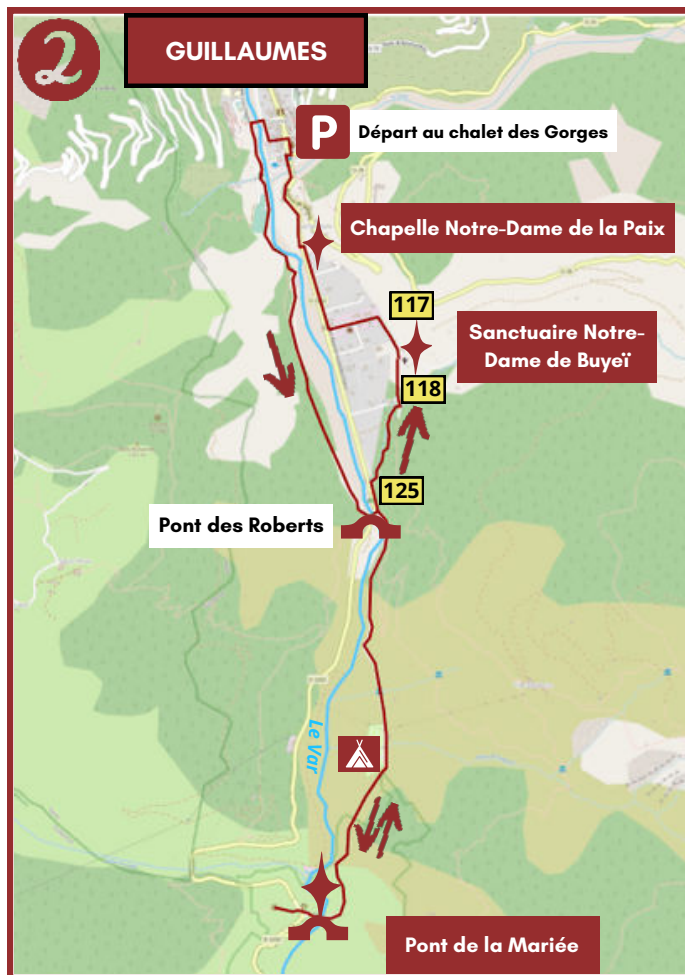 2
GUILLAUMES
P
Départ au chalet des Gorges
Chapelle Notre-Dame de la Paix
117
Sanctuaire Notre-
Dame de Buyeï
118
125
Pont des Roberts
Le Var
Pont de la Mariée